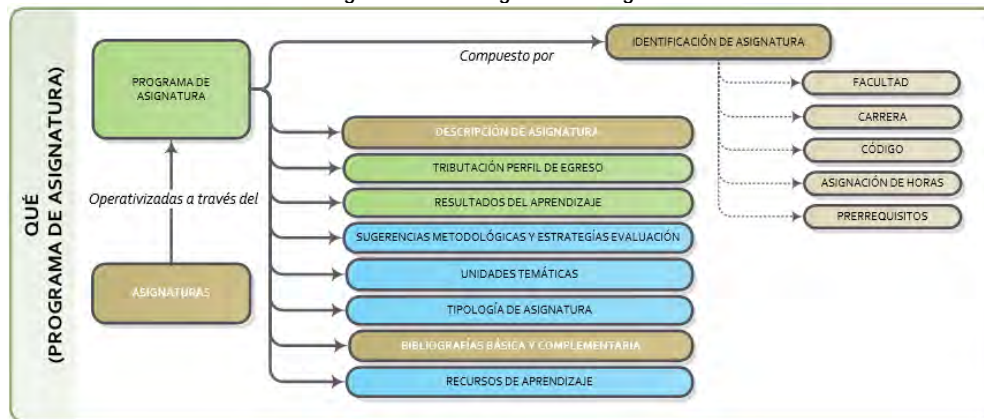 QUÉ
(PROGRAMA DE ASIGNATURA)
PROGRAMA DE
ASIGNATURA
Operativizadas a través del
ASIGNATURAS
Compuesto por
IDENTIFICACIÓN DE ASIGNATURA
FACULTAD
CARRERA
CÓDIGO
ASIGNACIÓN DE HORAS
PRERREQUISITOS
DESCRIPCIÓN DE ASIGNATURA
TRIBUTACIÓN PERFIL DE EGRESO
RESULTADOS DEL APRENDIZAJE
SUGERENCIAS METODOLÓGICAS Y ESTRATEGÍAS EVALUACIÓN
UNIDADES TEMÁTICAS
TIPOLOGÍA DE ASIGNATURA
BIBLIOGRAFÍAS BÁSICA Y COMPLEMENTARIA
RECURSOS DE APRENDIZAJE